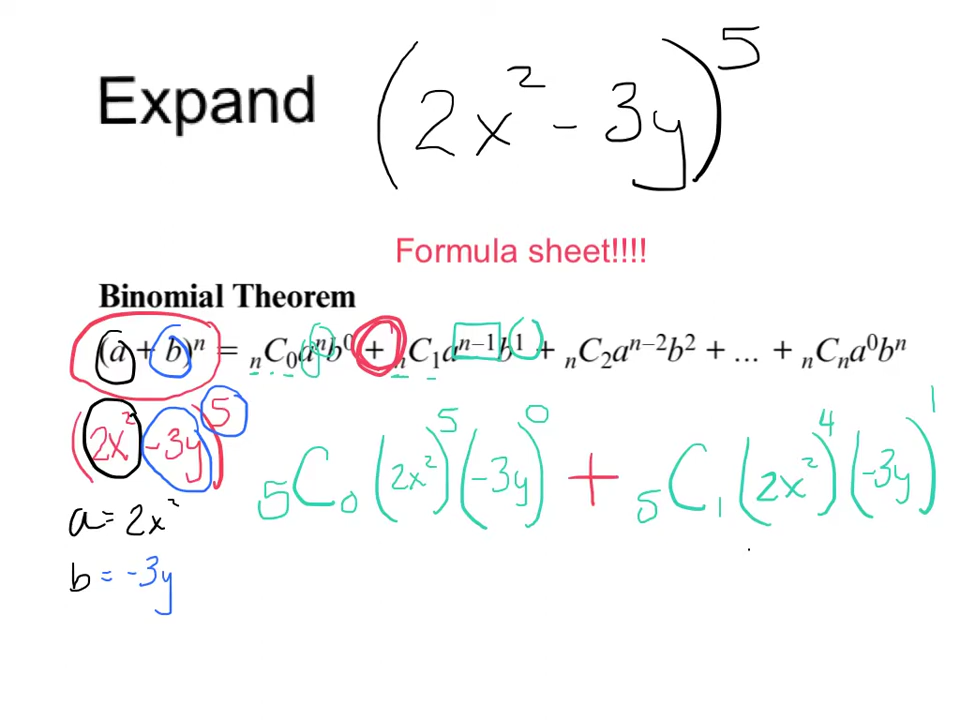 Expand (2x² - 3y)⁵
Formula sheet!!!!
Binomial Theorem
(a + b)ⁿ = ₙC₀aⁿb⁰ + ₙC₁aⁿ⁻¹b¹ + ₙC₂aⁿ⁻²b² + ... + ₙCₙa⁰bⁿ
(2x² -3y)⁵
₅C₀ (2x²)⁵ (-3y)⁰ + ₅C₁ (2x²)⁴ (-3y)¹
a = 2x²
b = -3y